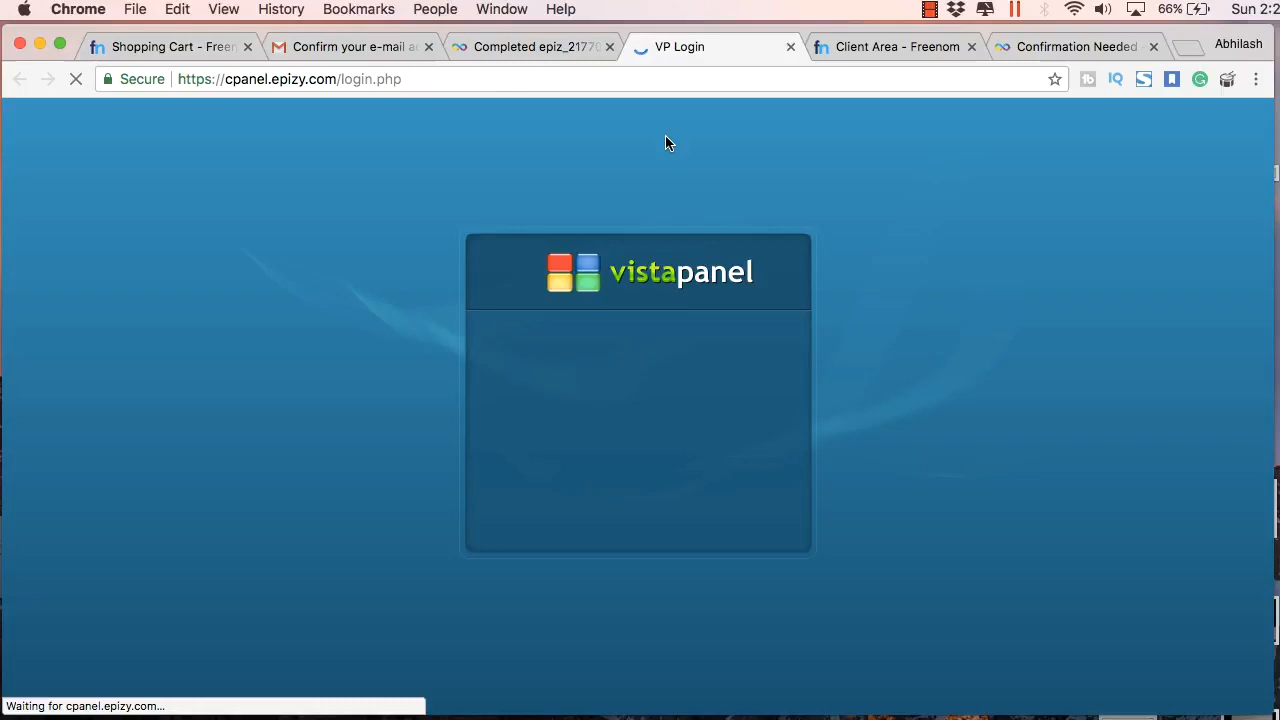 Chrome File Edit View History Bookmarks People Window Help 66% Sun 2:2
Shopping Cart - Freen Confirm your e-mail a Completed epiz_2177 VP Login Client Area - Freenom Confirmation Needed Abhilash
Secure https://cpanel.epizy.com/login.php
vistapanel
Waiting for cpanel.epizy.com...